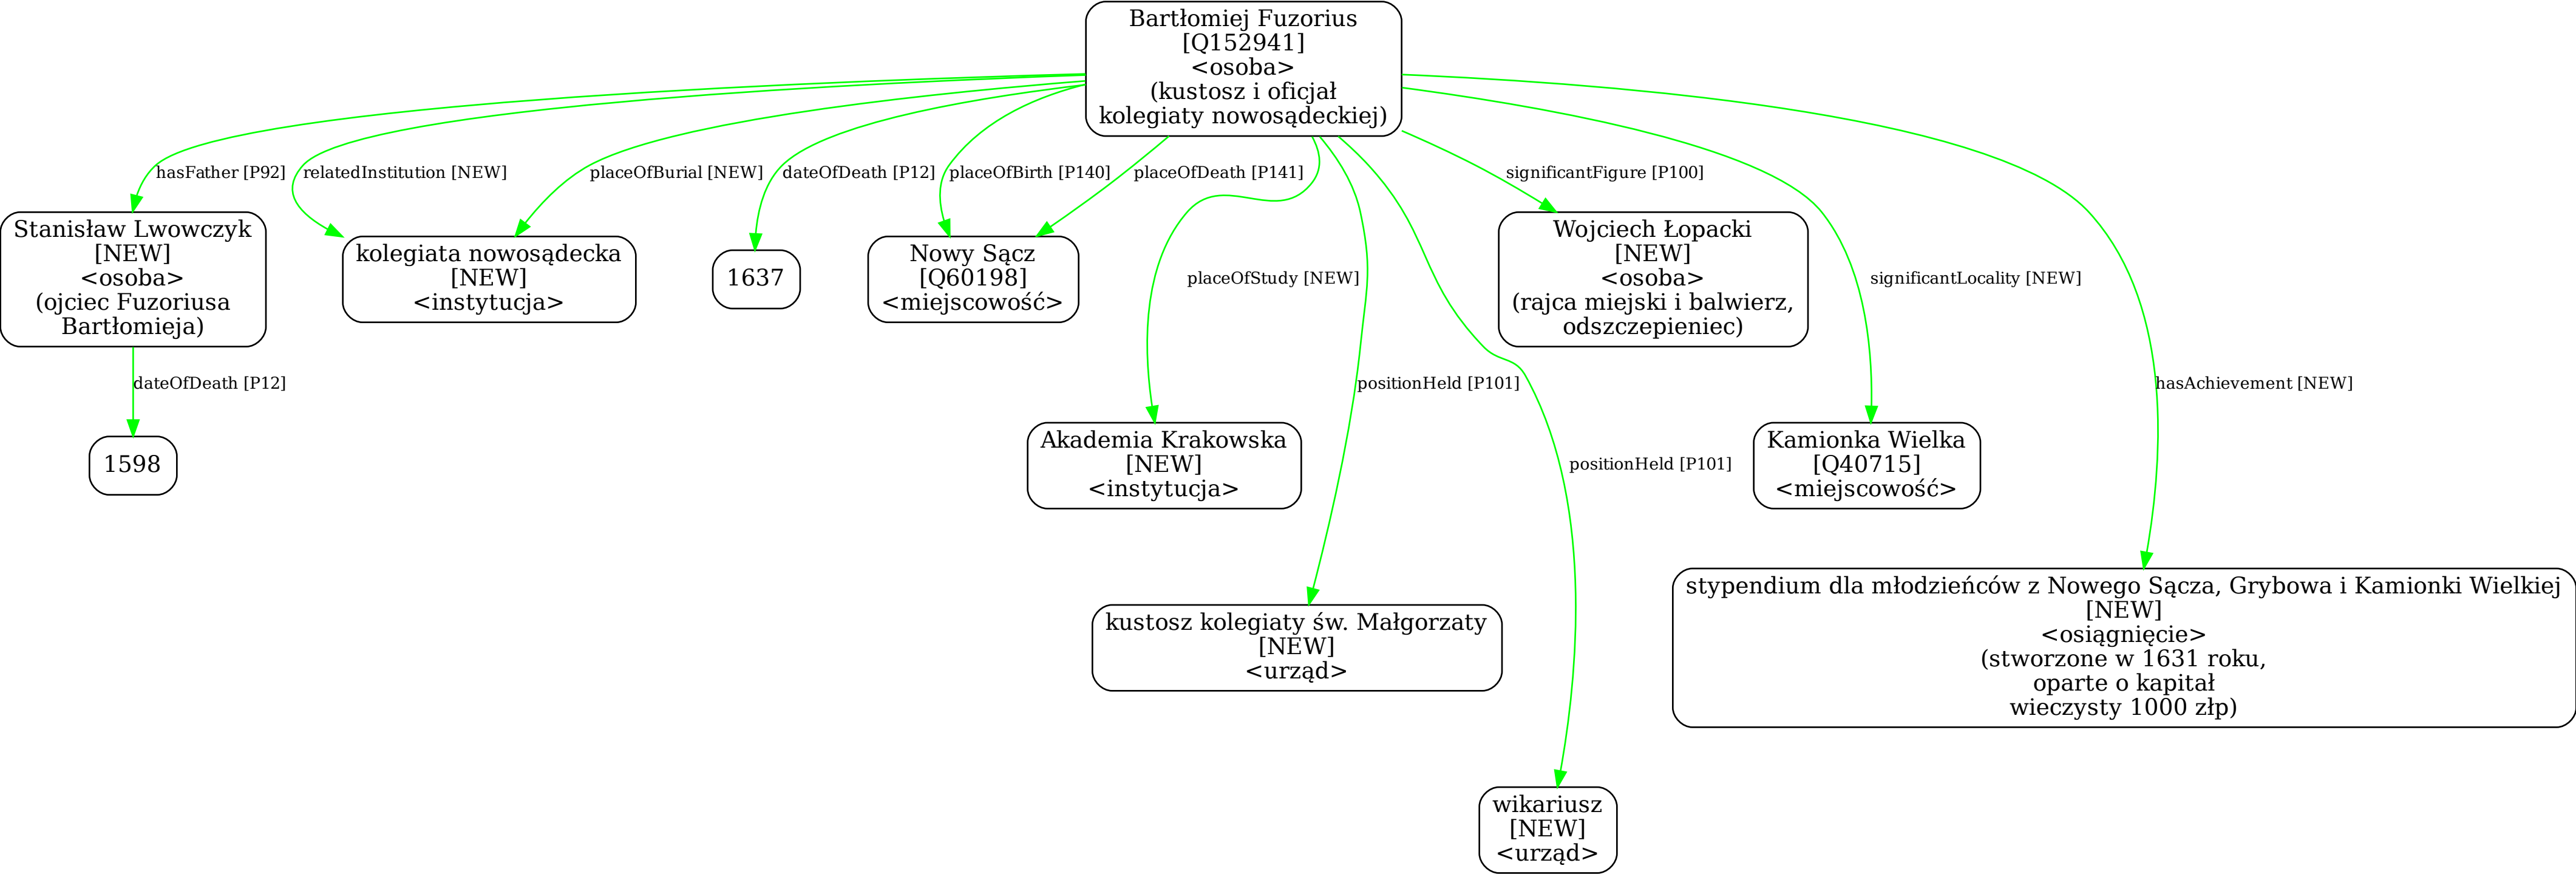 Bartłomiej Fuzorius
[Q152941]
<osoba>
(kustosz i oficjał
kolegiaty nowosądeckiej)
hasFather [P92]
relatedInstitution [NEW]
placeOfBurial [NEW]
dateOfDeath [P12]
placeOfBirth [P140]
placeOfDeath [P141]
significantFigure [P100]
Stanisław Lwowczyk
[NEW]
<osoba>
(ojciec Fuzoriusa
Bartłomieja)
kolegiata nowosądecka
[NEW]
<instytucja>
1637
Nowy Sącz
[Q60198]
<miejscowość>
placeOfStudy [NEW]
Wojciech Łopacki
[NEW]
<osoba>
(rajca miejski i balwierz,
odszczepieniec)
significantLocality [NEW]
dateOfDeath [P12]
positionHeld [P101]
hasAchievement [NEW]
1598
Akademia Krakowska
[NEW]
<instytucja>
positionHeld [P101]
Kamionka Wielka
[Q40715]
<miejscowość>
kustosz kolegiaty św. Małgorzaty
[NEW]
<urząd>
stypendium dla młodzieńców z Nowego Sącza, Grybowa i Kamionki Wielkiej
[NEW]
<osiągnięcie>
(stworzone w 1631 roku,
oparte o kapitał
wieczysty 1000 złp)
wikariusz
[NEW]
<urząd>